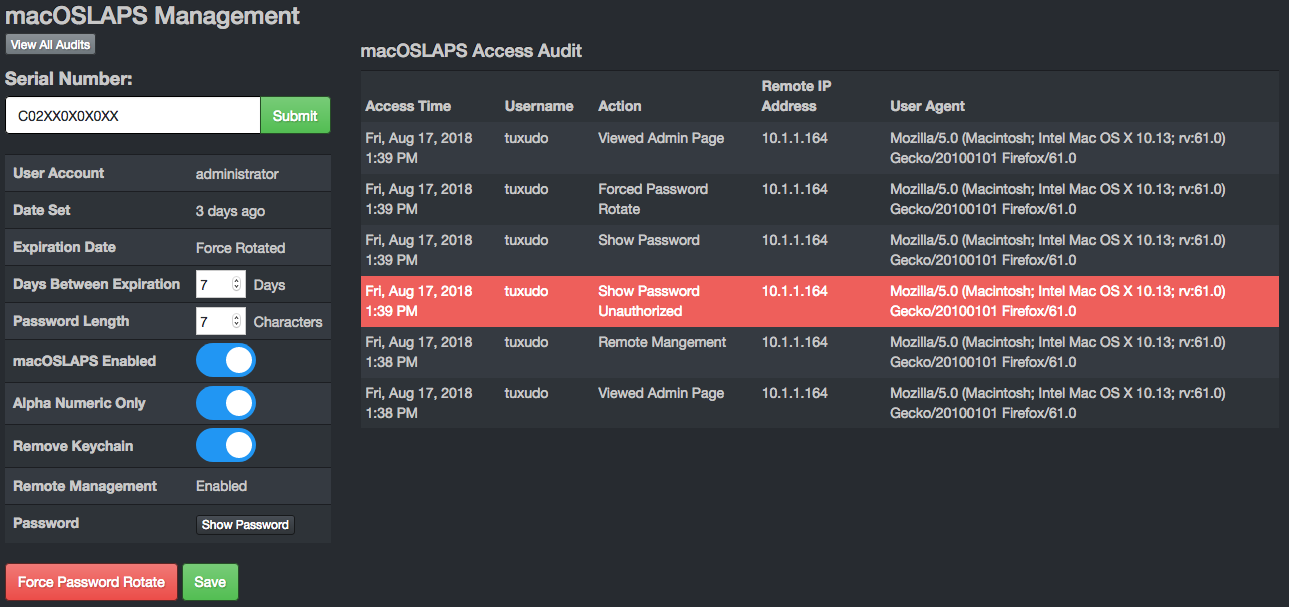 macOSLAPS Management
View All Audits
Serial Number:
C02XX0X0X0XX
Submit
User Account administrator
Date Set 3 days ago
Expiration Date Force Rotated
Days Between Expiration 7 Days
Password Length 7 Characters
macOSLAPS Enabled
Alpha Numeric Only
Remove Keychain
Remote Management Enabled
Password Show Password
Force Password Rotate Save
macOSLAPS Access Audit
Remote IP
Access Time Username Action Address User Agent
Fri, Aug 17, 2018 tuxudo Viewed Admin Page 10.1.1.164 Mozilla/5.0 (Macintosh; Intel Mac OS X 10.13; rv:61.0)
1:39 PM Gecko/20100101 Firefox/61.0
Fri, Aug 17, 2018 tuxudo Forced Password 10.1.1.164 Mozilla/5.0 (Macintosh; Intel Mac OS X 10.13; rv:61.0)
1:39 PM Rotate Gecko/20100101 Firefox/61.0
Fri, Aug 17, 2018 tuxudo Show Password 10.1.1.164 Mozilla/5.0 (Macintosh; Intel Mac OS X 10.13; rv:61.0)
1:39 PM Gecko/20100101 Firefox/61.0
Fri, Aug 17, 2018 tuxudo Show Password 10.1.1.164 Mozilla/5.0 (Macintosh; Intel Mac OS X 10.13; rv:61.0)
1:39 PM Unauthorized Gecko/20100101 Firefox/61.0
Fri, Aug 17, 2018 tuxudo Remote Mangement 10.1.1.164 Mozilla/5.0 (Macintosh; Intel Mac OS X 10.13; rv:61.0)
1:38 PM Gecko/20100101 Firefox/61.0
Fri, Aug 17, 2018 tuxudo Viewed Admin Page 10.1.1.164 Mozilla/5.0 (Macintosh; Intel Mac OS X 10.13; rv:61.0)
1:38 PM Gecko/20100101 Firefox/61.0